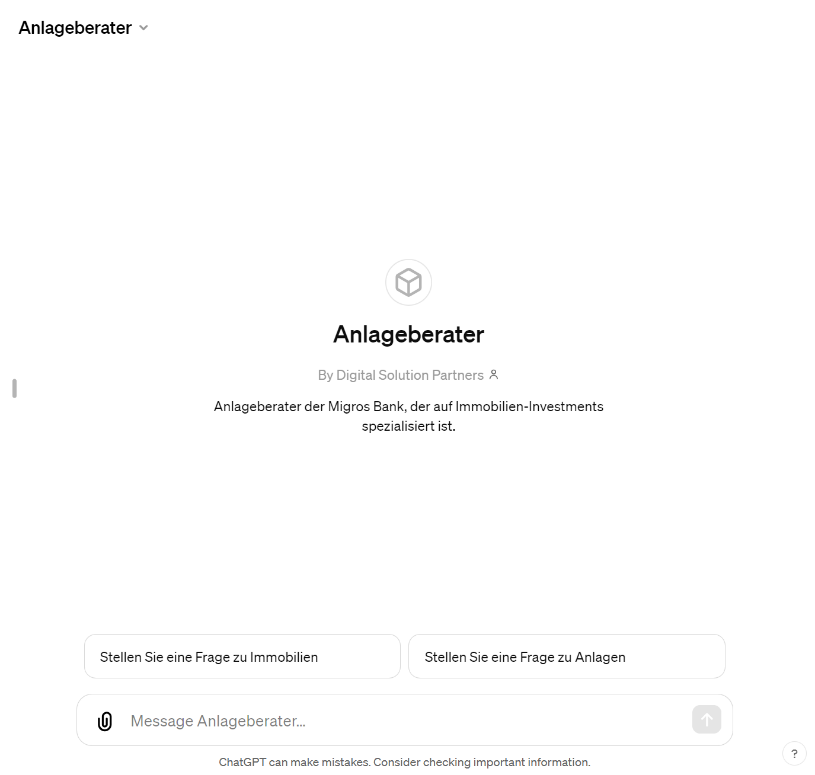 Anlageberater
Anlageberater
By Digital Solution Partners
Anlageberater der Migros Bank, der auf Immobilien-Investments
spezialisiert ist.
Stellen Sie eine Frage zu Immobilien
Stellen Sie eine Frage zu Anlagen
Message Anlageberater...
ChatGPT can make mistakes. Consider checking important information.
?